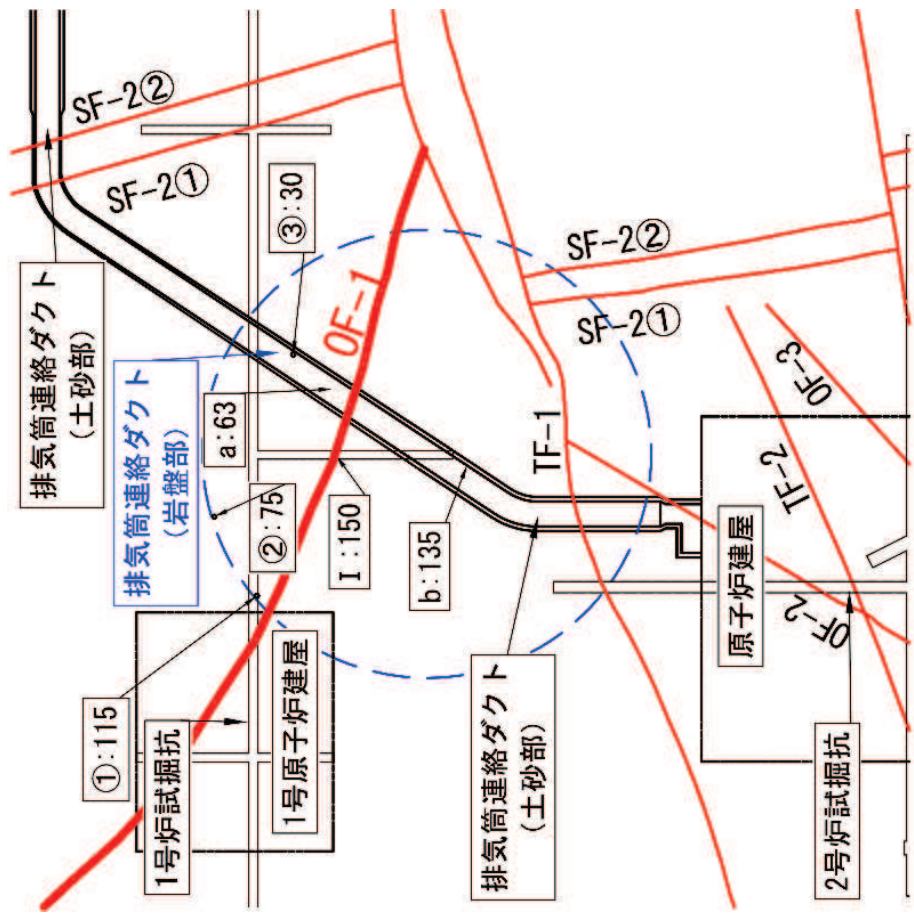 SF-2②
SF-2①
排気筒連絡ダクト
(土砂部)
③:30
排気筒連絡ダクト
(岩盤部)
OF-1
a:63
②:75
I:150
b:135
①:115
1号炉試掘抗
1号原子炉建屋
TF-1
SF-2②
SF-2①
OF-3
TF-2
OF-2
原子炉建屋
排気筒連絡ダクト
(土砂部)
2号炉試掘抗